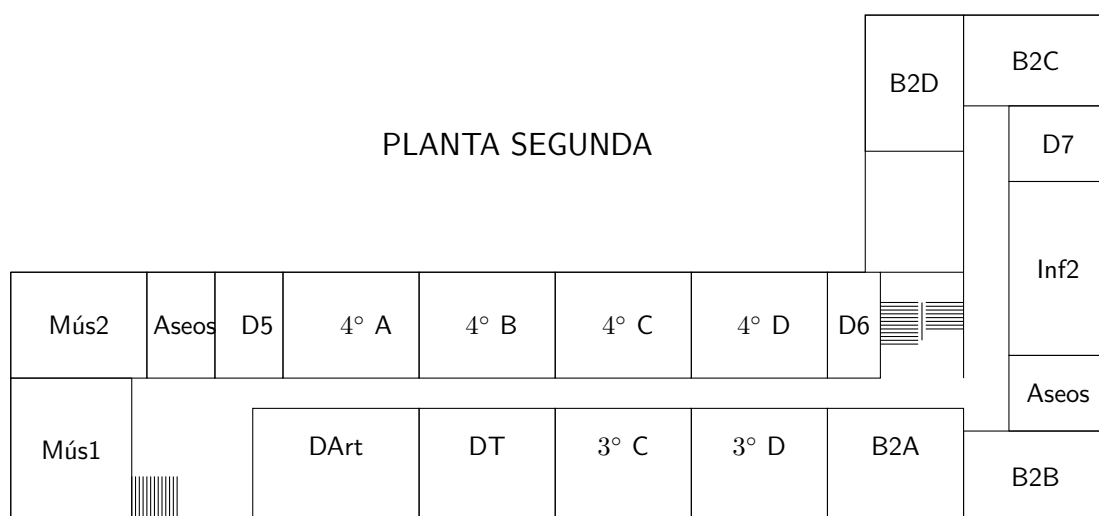 B2C
B2D
PLANTA SEGUNDA
D7
Inf2
Mús2 Aseos D5 4° A 4° B 4° C 4° D D6
Aseos
Mús1 DArt DT 3° C 3° D B2A
B2B